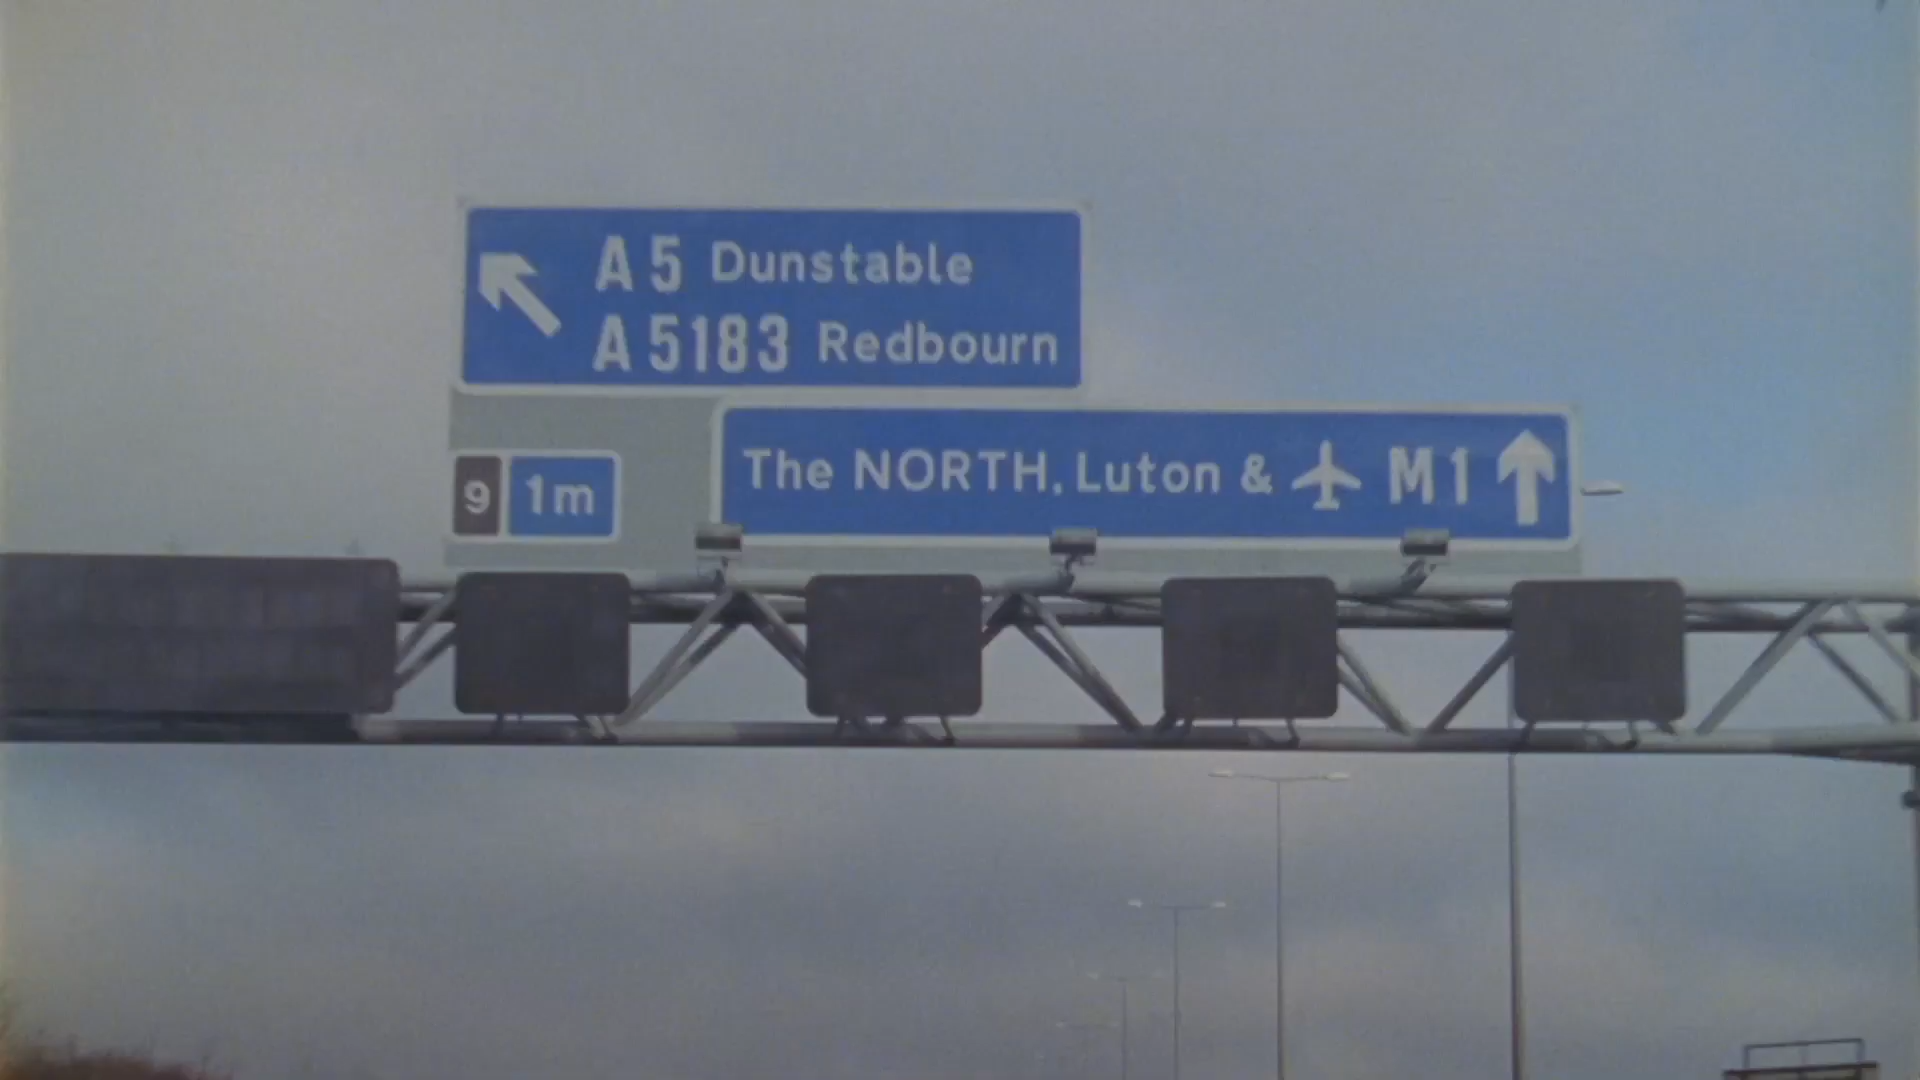 A5 Dunstable
A5183 Redbourn
The NORTH, Luton & M1
9 1m